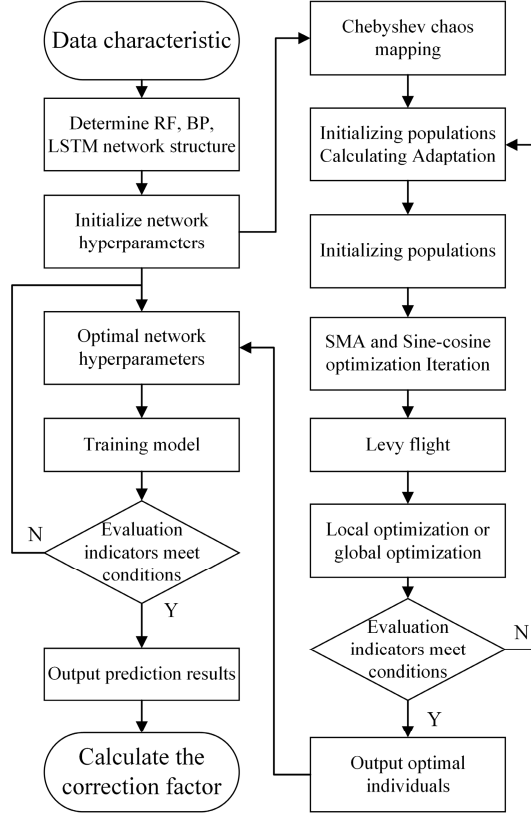 Data characteristic
Determine RF, BP,
LSTM network structure
Initialize network
hyperparameters
Optimal network
hyperparameters
Training model
N
Evaluation
indicators meet
conditions
Y
Output prediction results
Calculate the
correction factor
Chebyshev chaos
mapping
Initializing populations
Calculating Adaptation
Initializing populations
SMA and Sine-cosine
optimization Iteration
Levy flight
Local optimization or
global optimization
Evaluation
indicators meet
conditions
N
Y
Output optimal
individuals